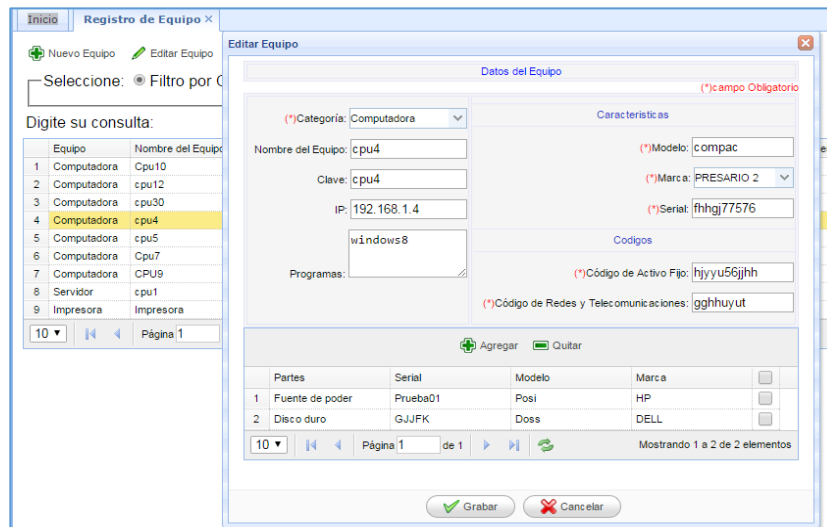 Inicio Registro de Equipo ×
Nuevo Equipo Editar Equipo
Seleccione: Filtro por
Digite su consulta:
Equipo Nombre del Equipo
1 Computadora Cpu10
2 Computadora cpu12
3 Computadora cpu30
4 Computadora cpu4
5 Computadora cpu5
6 Computadora Cpu7
7 Computadora CPU9
8 Servidor cpu1
9 Impresora Impresora
10 Página 1
Editar Equipo
Datos del Equipo
(*)campo Obligatorio
(*)Categoría: Computadora
Nombre del Equipo: cpu4
Clave: cpu4
IP: 192.168.1.4
Programas: windows8
Caracteristicas
(*)Modelo: compac
(*)Marca: PRESARIO 2
(*)Serial: fhhgj77576
Codigos
(*)Código de Activo Fijo: hjyyu56jjhh
(*)Código de Redes y Telecomunicaciones: gghhuyut
Agregar Quitar
Partes Serial Modelo Marca
1 Fuente de poder Prueba01 Posi HP
2 Disco duro GJJFK Doss DELL
10 Página 1 de 1 Mostrando 1 a 2 de 2 elementos
Grabar Cancelar